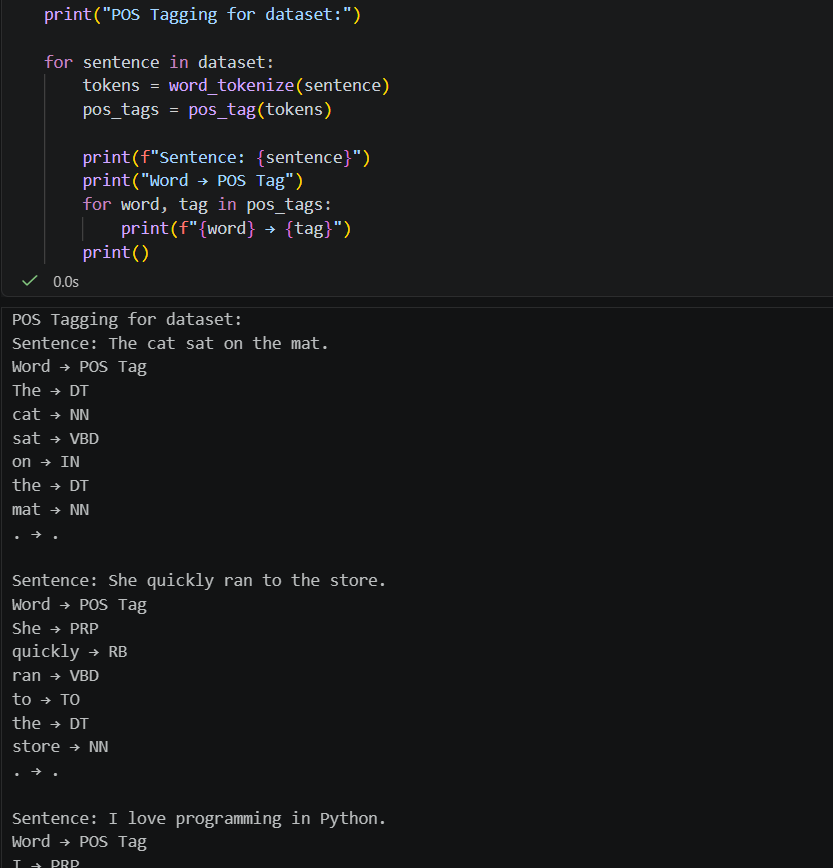 print("POS Tagging for dataset:")
for sentence in dataset:
    tokens = word_tokenize(sentence)
    pos_tags = pos_tag(tokens)
    print(f"Sentence: {sentence}")
    print("Word → POS Tag")
    for word, tag in pos_tags:
        print(f"{word} → {tag}")
    print()
0.0s
POS Tagging for dataset:
Sentence: The cat sat on the mat.
Word → POS Tag
The → DT
cat → NN
sat → VBD
on → IN
the → DT
mat → NN
. → .
Sentence: She quickly ran to the store.
Word → POS Tag
She → PRP
quickly → RB
ran → VBD
to → TO
the → DT
store → NN
. → .
Sentence: I love programming in Python.
Word → POS Tag
I → PRP